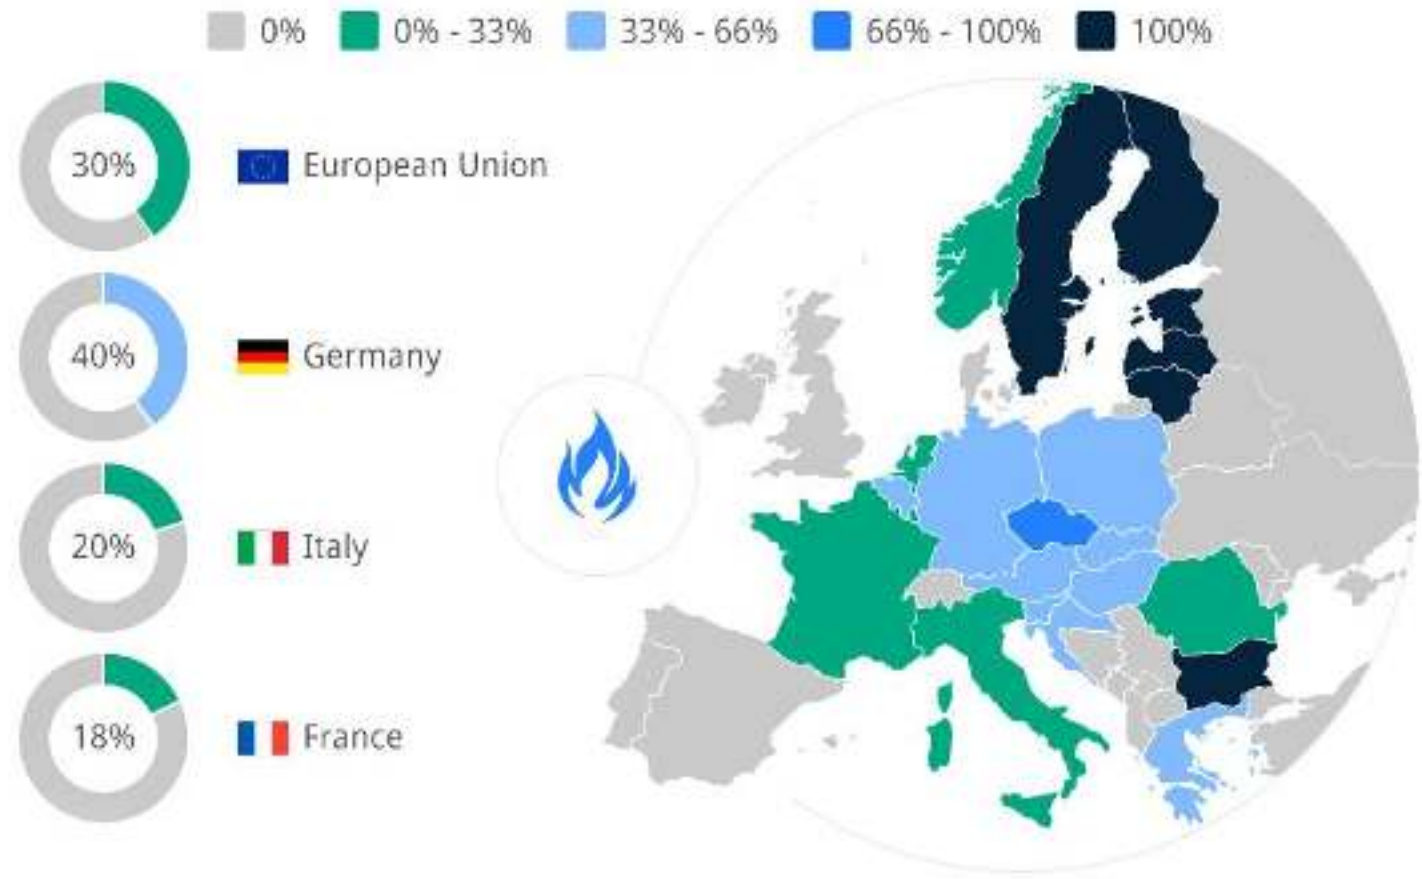 0% 0% - 33% 33% - 66% 66% - 100% 100%
30% European Union
40% Germany
20% Italy
18% France